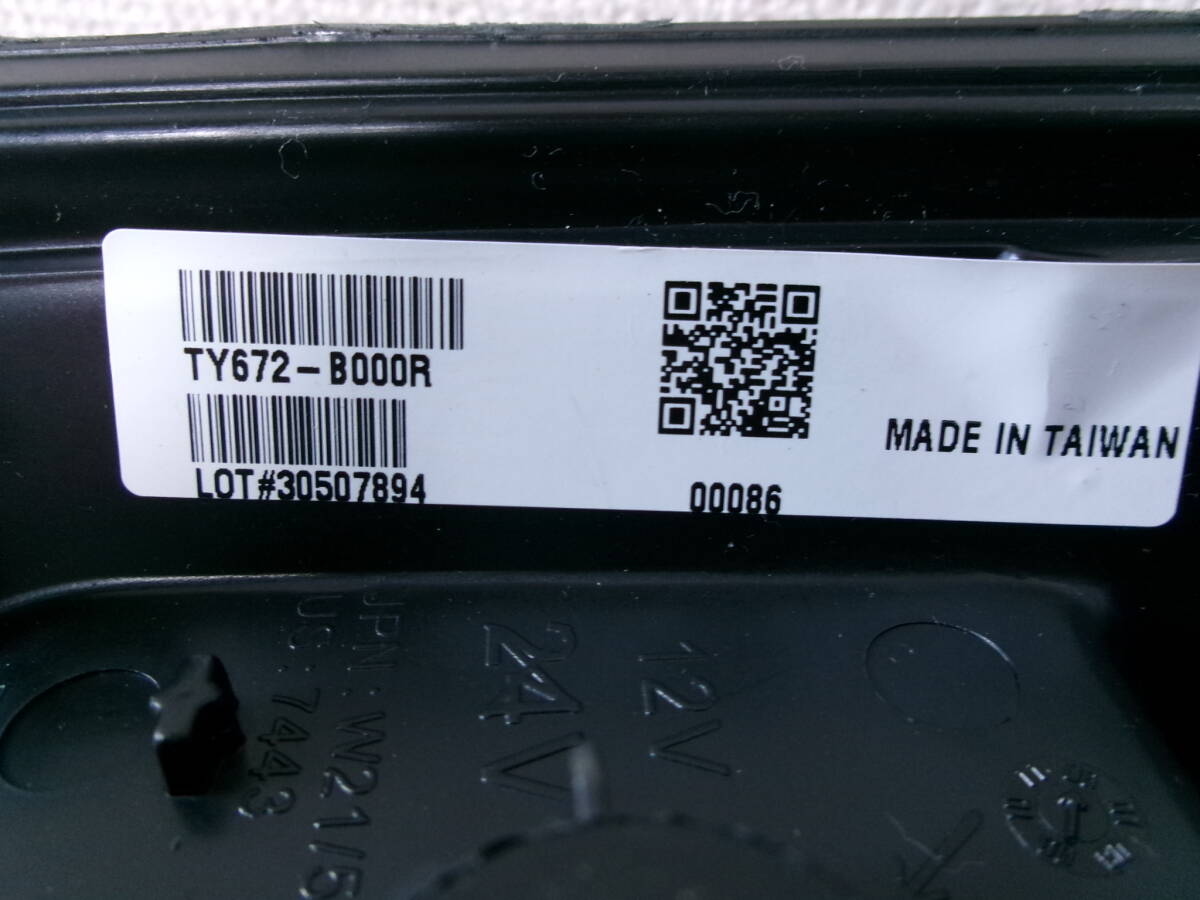 TY672-B000R
LOT#30507894
00086
MADE IN TAIWAN
12V
24V
JPN:W21/5
US:7443